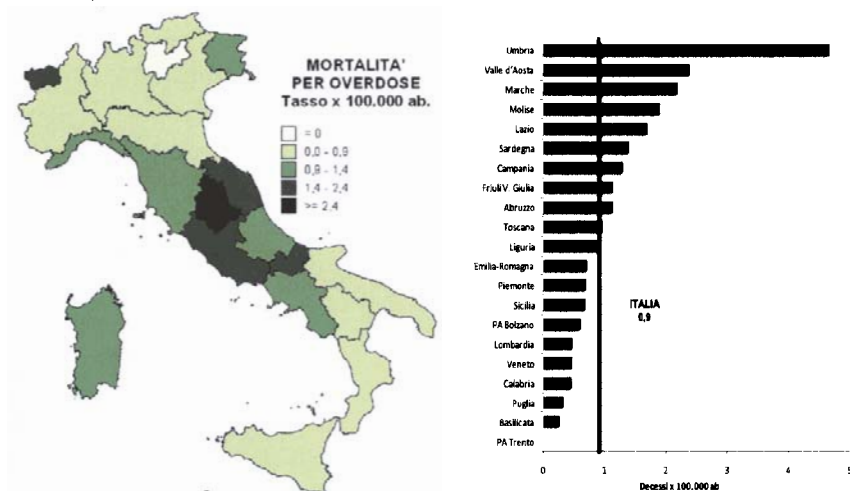 MORTALITA'
PER OVERDOSE
Tasso x 100.000 ab.
= 0
0,0 - 0,9
0,9 - 1,4
1,4 - 2,4
>= 2,4
Umbria
Valle d'Aosta
Marche
Molise
Lazio
Sardegna
Campania
Friuli V. Giulia
Abruzzo
Toscana
Liguria
Emilia-Romagna
Piemonte
Sicilia
PA Bolzano
Lombardia
Veneto
Calabria
Puglia
Basilicata
PA Trento
ITALIA
0,9
0 1 2 3 4 5
Decessi x 100.000 ab